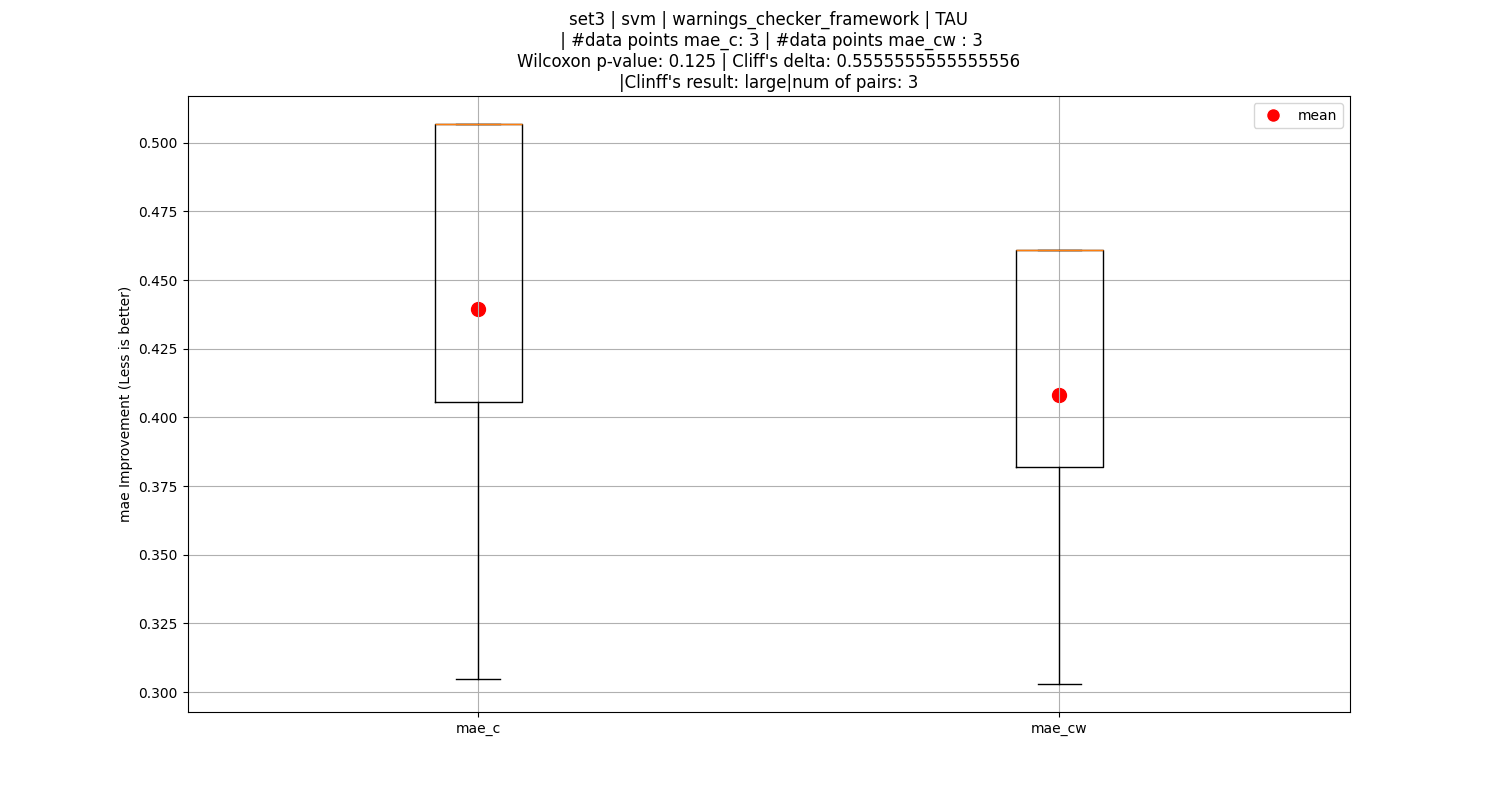 set3 | svm | warnings_checker_framework | TAU
| #data points mae_c: 3 | #data points mae_cw : 3
Wilcoxon p-value: 0.125 | Cliff's delta: 0.5555555555555556
|Clinff's result: large|num of pairs: 3
mean
0.500
0.475
0.450
0.425
0.400
0.375
0.350
0.325
0.300
mae Improvement (Less is better)
mae_c
mae_cw